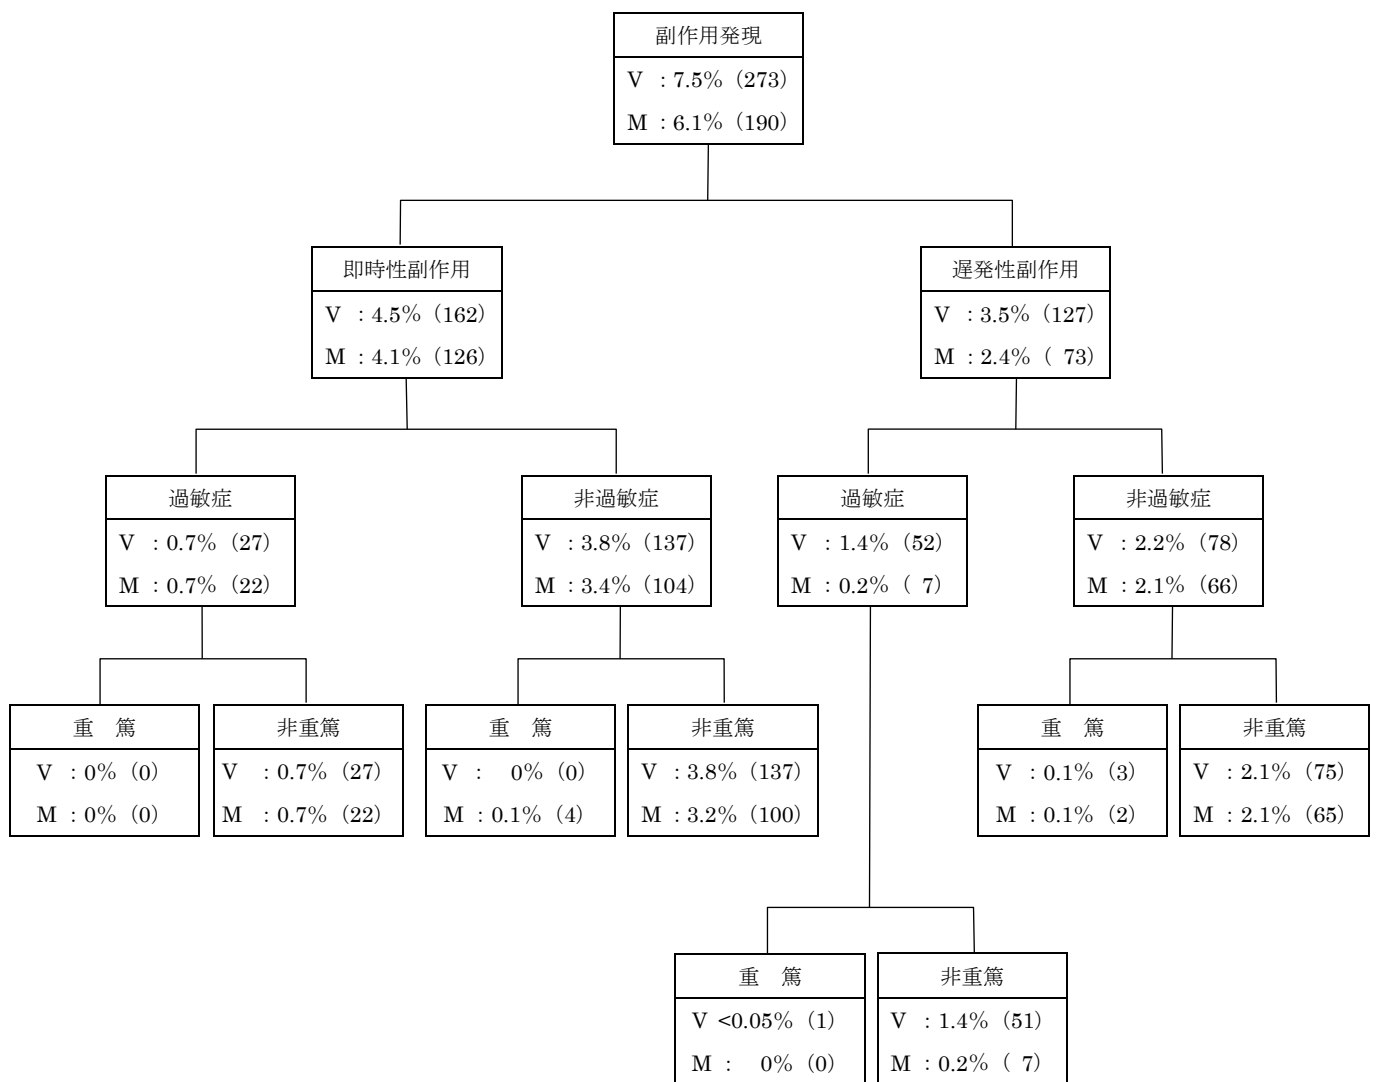 副作用発現
V : 7.5% (273)
M : 6.1% (190)
即時性副作用
V : 4.5% (162)
M : 4.1% (126)
遅発性副作用
V : 3.5% (127)
M : 2.4% ( 73)
過敏症
V : 0.7% (27)
M : 0.7% (22)
非過敏症
V : 3.8% (137)
M : 3.4% (104)
過敏症
V : 1.4% (52)
M : 0.2% ( 7)
非過敏症
V : 2.2% (78)
M : 2.1% (66)
重 篤
V : 0% (0)
M : 0% (0)
非重篤
V : 0.7% (27)
M : 0.7% (22)
重 篤
V : 0% (0)
M : 0.1% (4)
非重篤
V : 3.8% (137)
M : 3.2% (100)
重 篤
V : 0.1% (3)
M : 0.1% (2)
非重篤
V : 2.1% (75)
M : 2.1% (65)
重 篤
V <0.05% (1)
M : 0% (0)
非重篤
V : 1.4% (51)
M : 0.2% ( 7)